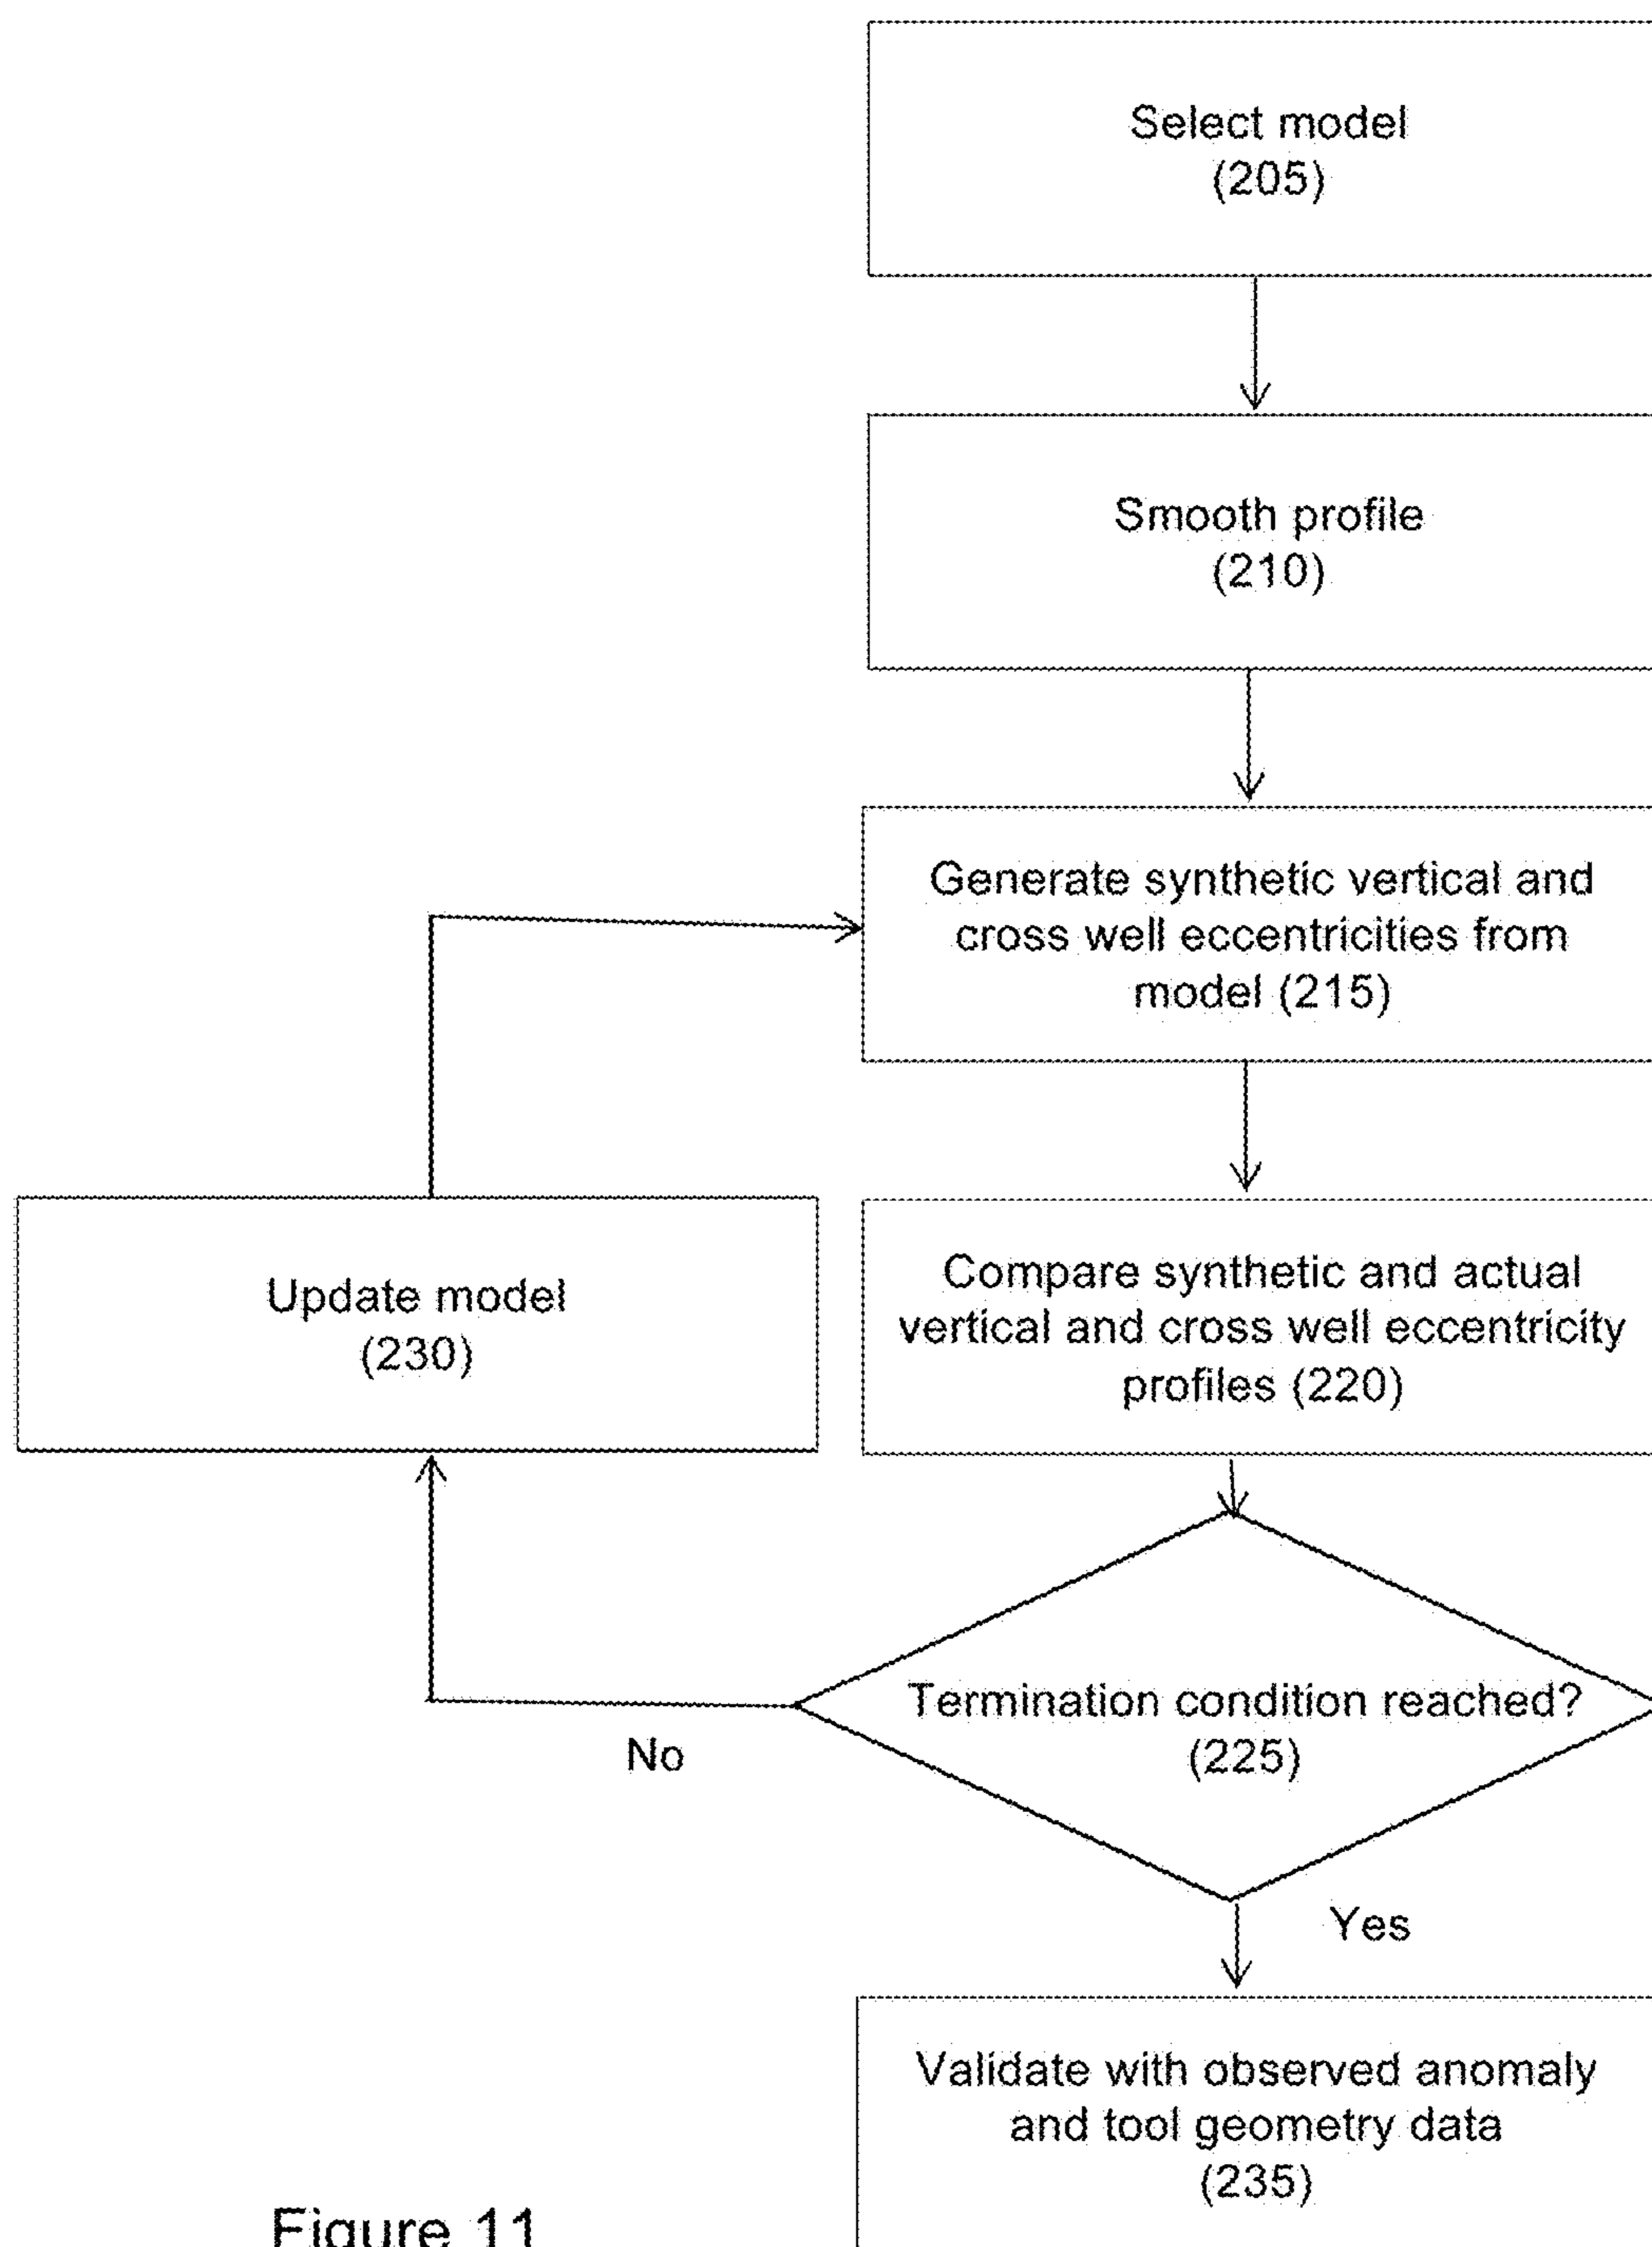 Select model
(205)
Smooth profile
(210)
Generate synthetic vertical and
cross well eccentricities from
model (215)
Compare synthetic and actual
vertical and cross well eccentricity
profiles (220)
Update model
(230)
Termination condition reached?
(225)
No
Yes
Validate with observed anomaly
and tool geometry data
(235)
Figure 11